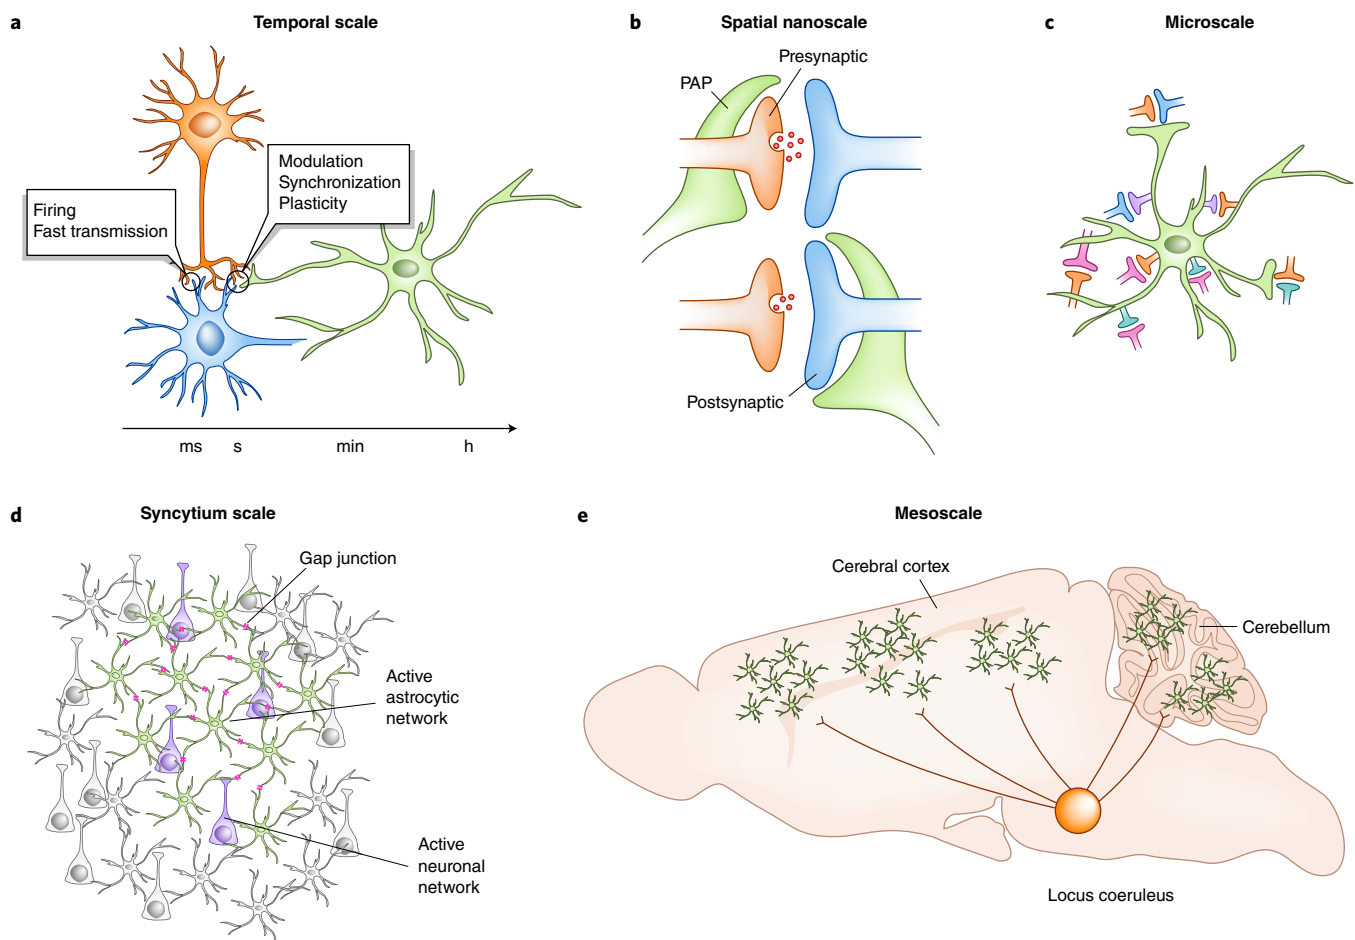 a
Temporal scale
Modulation
Synchronization
Plasticity
Firing
Fast transmission
ms
s
min
h
b
Spatial nanoscale
Presynaptic
PAP
Postsynaptic
c
Microscale
d
Syncytium scale
Gap junction
Active
astrocytic
network
Active
neuronal
network
e
Mesoscale
Cerebral cortex
Cerebellum
Locus coeruleus